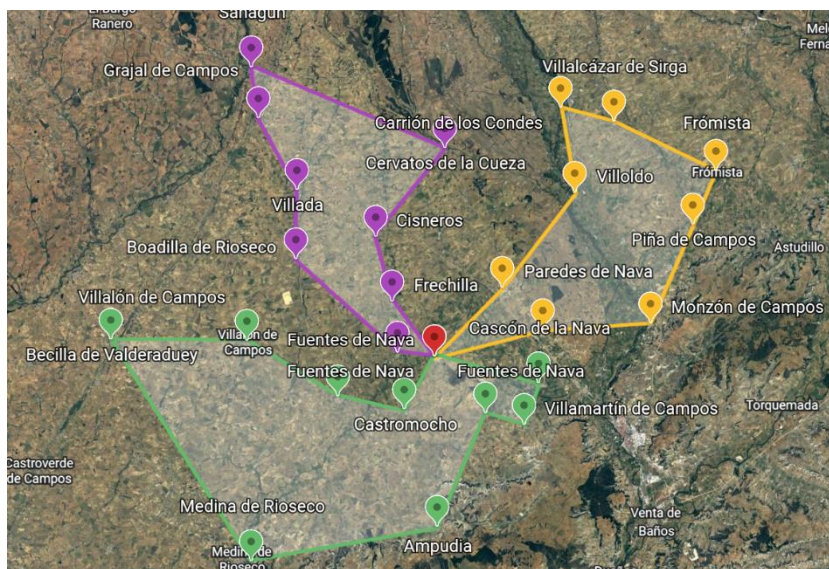 Ranero
Sahagún
Grajal de Campos
Villalcázar de Sirga
Carrión de los Condes
Frómista
Cervatos de la Cueza
Frómista
Villoldo
Villada
Cisneros
Piña de Campos
Astudillo
Boadilla de Rioseco
Paredes de Nava
Frechilla
Villalón de Campos
Monzón de Campos
Cascón de la Nava
Villalón de
Campos
Fuentes de Nava
Becilla de Valderaduey
Fuentes de Nava
Fuentes de Nava
Villamartín de Campos
Torquemada
Castromocho
Castroverde
de Campos
Medina de Rioseco
Venta de
Baños
Ampudia
Medina de
Rioseco